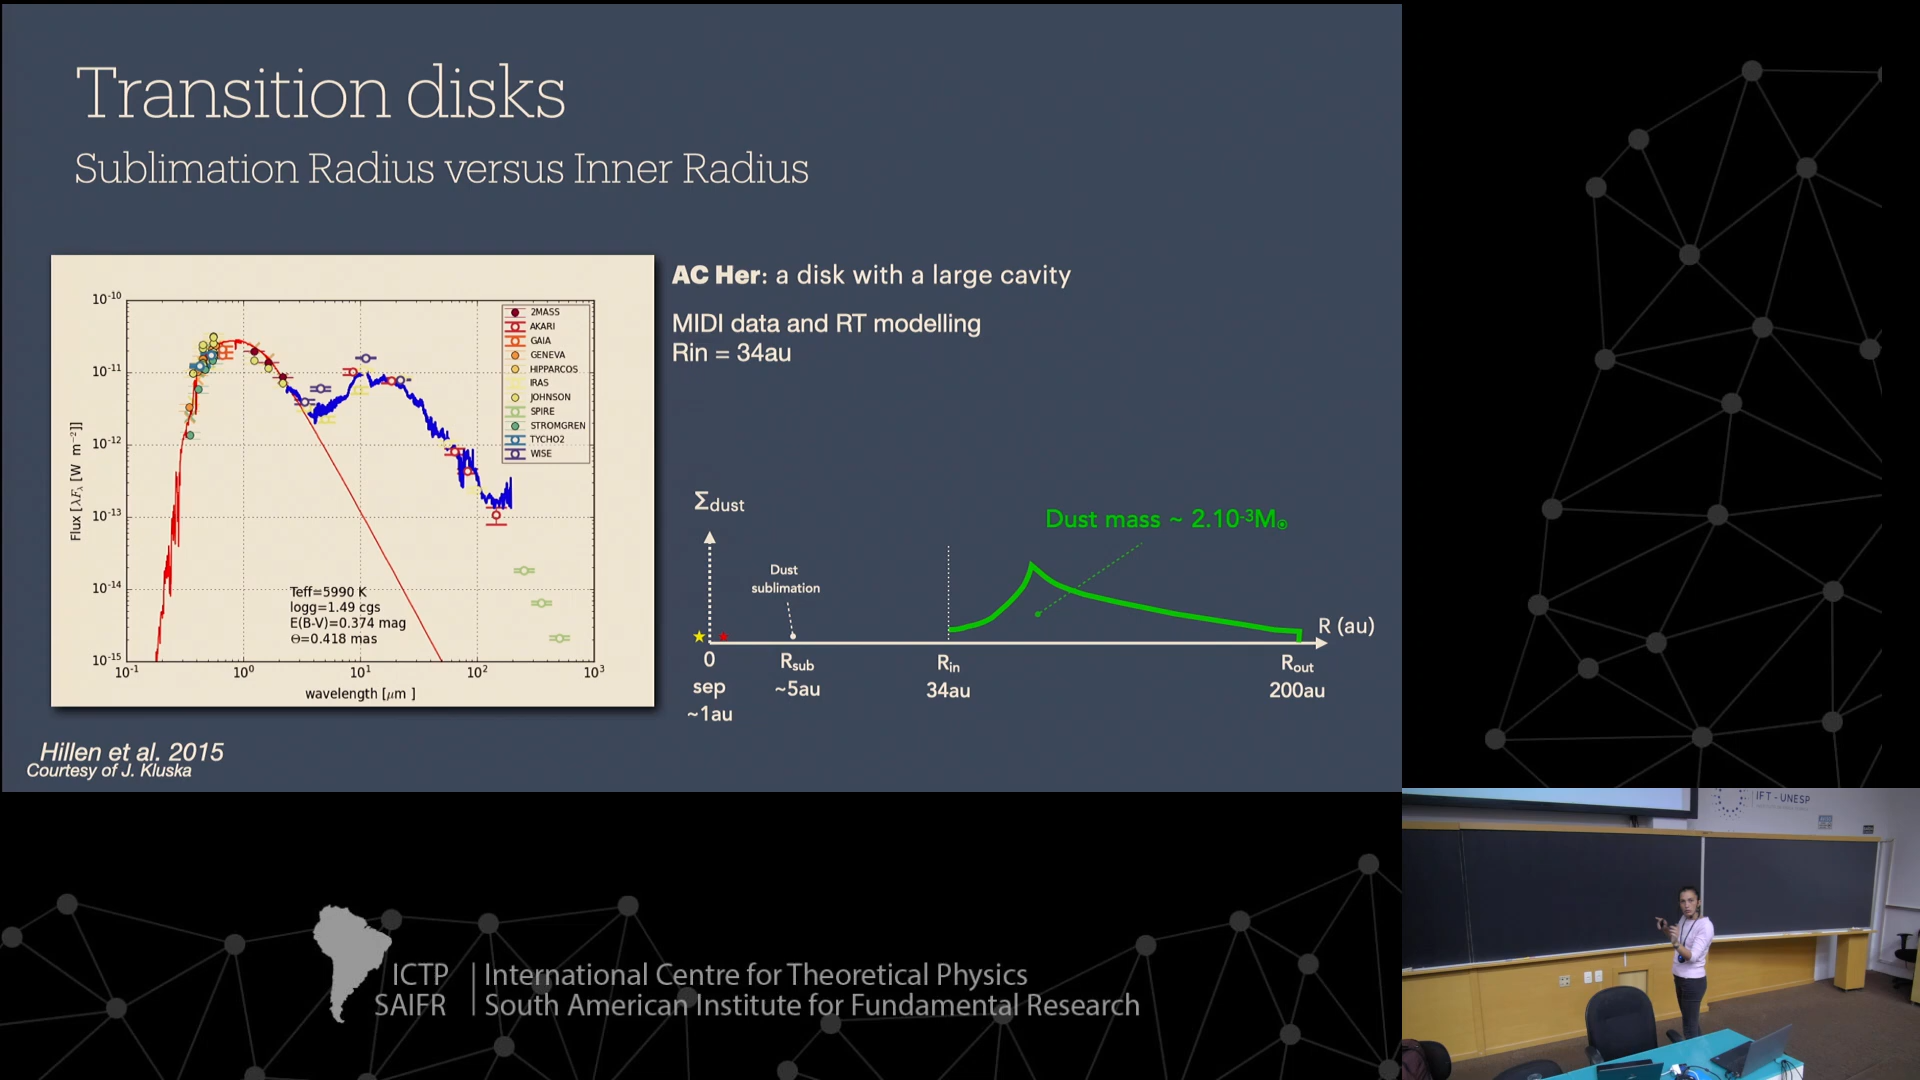 Transition disks
Sublimation Radius versus Inner Radius
10⁻¹⁰
10⁻¹¹
10⁻¹²
10⁻¹³
10⁻¹⁴
10⁻¹⁵
Flux [λFλ [W m⁻²]]
10⁻¹ 10⁰ 10¹ 10² 10³
wavelength [μm ]
2MASS
AKARI
GAIA
GENEVA
HIPPARCOS
IRAS
JOHNSON
SPIRE
STROMGREN
TYCHO2
WISE
Teff=5990 K
logg=1.49 cgs
E(B-V)=0.374 mag
Θ=0.418 mas
AC Her: a disk with a large cavity
MIDI data and RT modelling
Rin = 34au
Σdust
Dust mass ~ 2.10⁻³M⊙
Dust
sublimation
R (au)
0 Rsub Rin Rout
sep ~5au 34au 200au
~1au
Hillen et al. 2015
Courtesy of J. Kluska
ICTP | International Centre for Theoretical Physics
SAIFR | South American Institute for Fundamental Research
IFT - UNESP